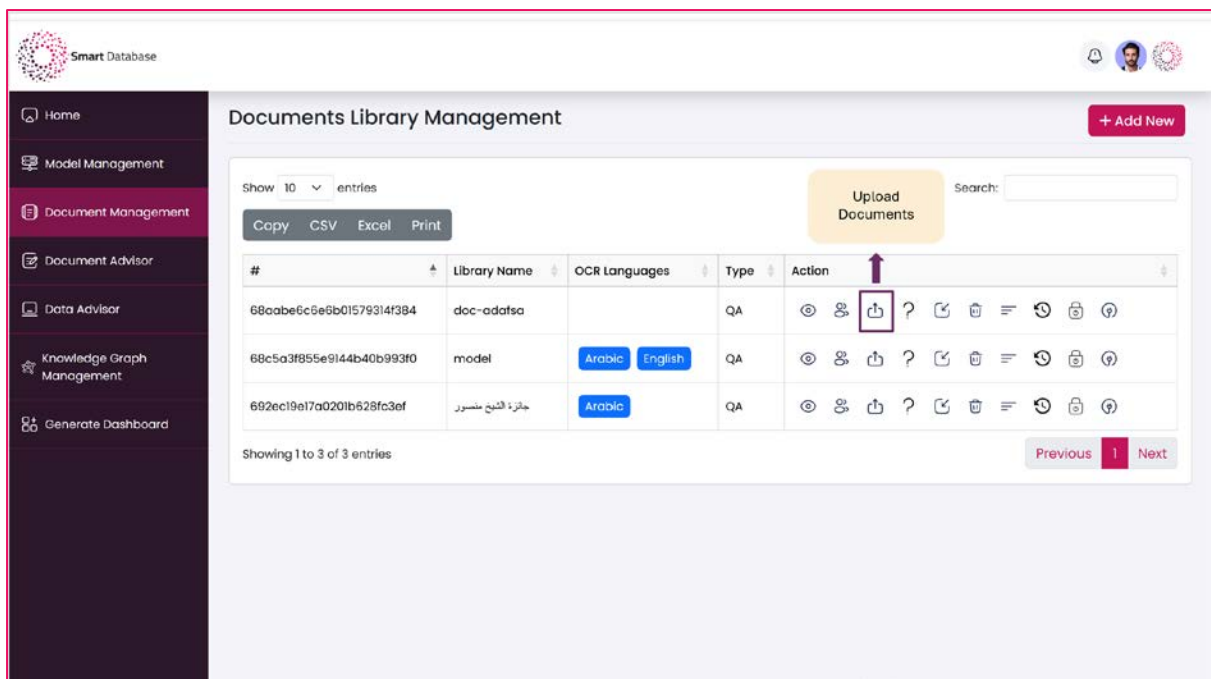 Smart Database
Home
Model Management
Document Management
Document Advisor
Data Advisor
Knowledge Graph
Management
Generate Dashboard
Documents Library Management
+ Add New
Show 10 entries
Search:
Upload
Documents
Copy CSV Excel Print
# Library Name OCR Languages Type Action
68aabe6c6e6b01579314f384 doc-adafsa QA
68c5a3f855e9144b40b993f0 model Arabic English QA
692ec19e17a0201b628fc3ef جائزة الشيخ منصور Arabic QA
Showing 1 to 3 of 3 entries
Previous 1 Next